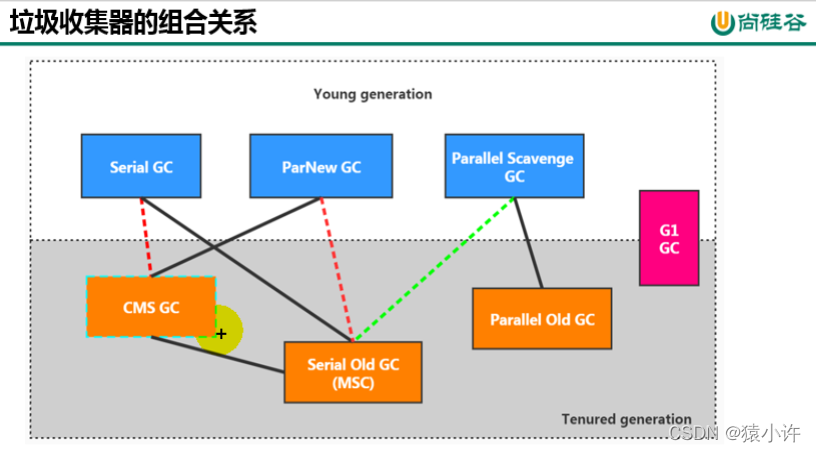 垃圾收集器的组合关系
尚硅谷
Young generation
Serial GC
ParNew GC
Parallel Scavenge
GC
G1
GC
CMS GC
Parallel Old GC
Serial Old GC
(MSC)
Tenured generation
CSDN @猿小许